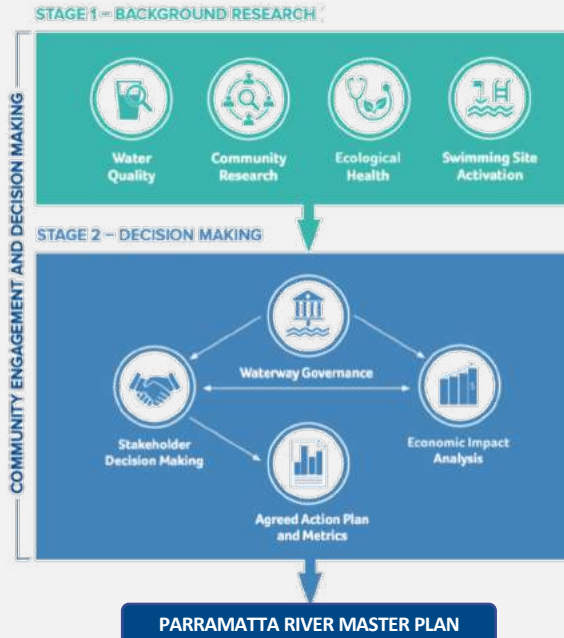 STAGE 1 – BACKGROUND RESEARCH
COMMUNITY ENGAGEMENT AND DECISION MAKING
Water
Quality
Community
Research
Ecological
Health
Swimming Site
Activation
STAGE 2 – DECISION MAKING
Waterway Governance
Stakeholder
Decision Making
Economic Impact
Analysis
Agreed Action Plan
and Metrics
PARRAMATTA RIVER MASTER PLAN